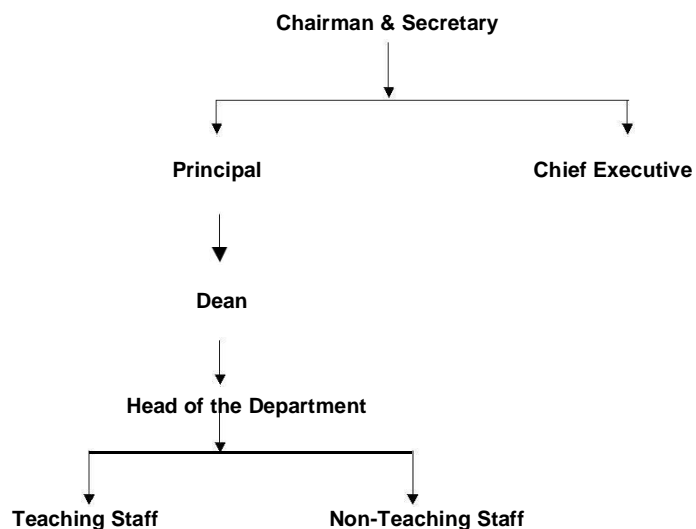 Chairman & Secretary
Principal
Chief Executive
Dean
Head of the Department
Teaching Staff
Non-Teaching Staff